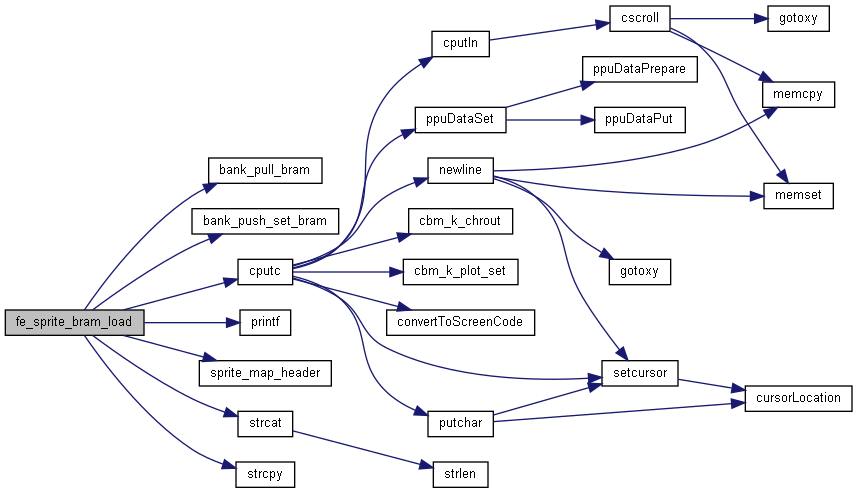 cscroll
gotoxy
cputln
ppuDataPrepare
memcpy
ppuDataSet
ppuDataPut
bank_pull_bram
newline
memset
bank_push_set_bram
cbm_k_chrout
cputc
cbm_k_plot_set
gotoxy
fe_sprite_bram_load
printf
convertToScreenCode
sprite_map_header
setcursor
cursorLocation
strcat
putchar
strcpy
strlen